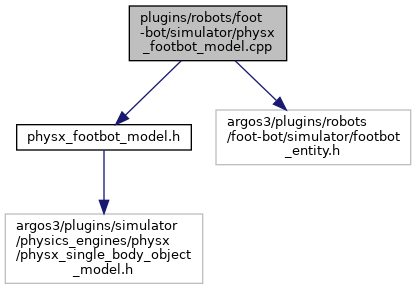 plugins/robots/foot
-bot/simulator/physx
_footbot_model.cpp
physx_footbot_model.h
argos3/plugins/robots
/foot-bot/simulator/footbot
_entity.h
argos3/plugins/simulator
/physics_engines/physx
/physx_single_body_object
_model.h